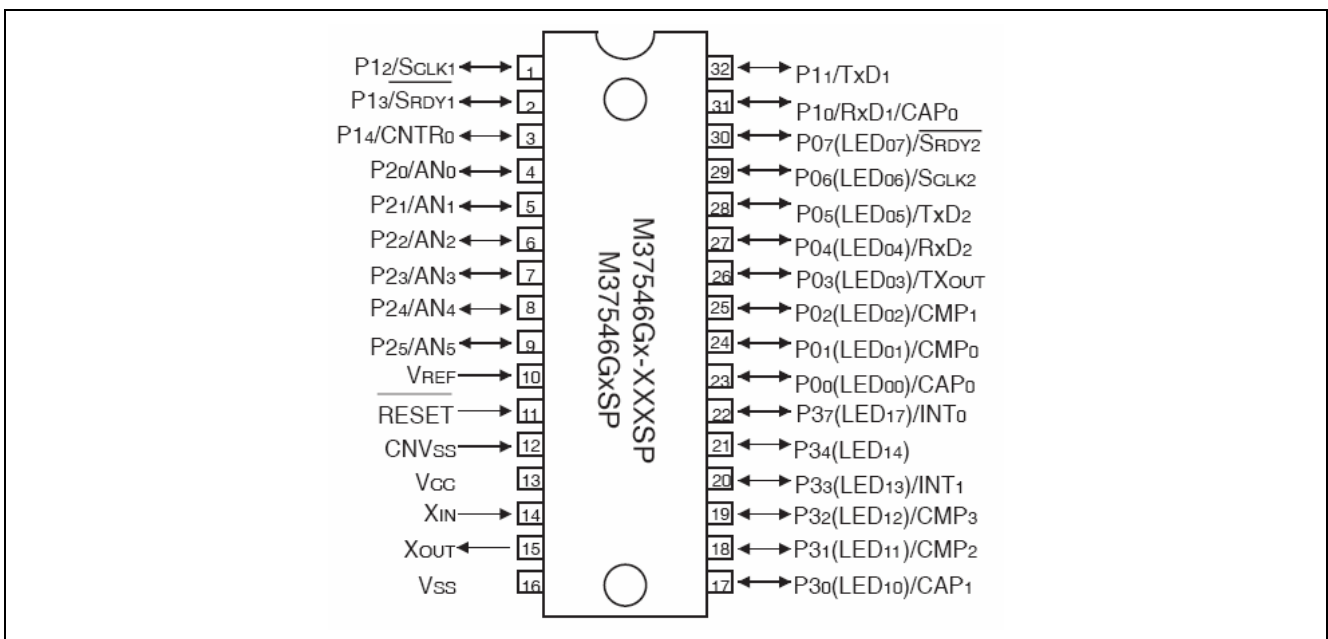 P12/SCLK1 1
P13/SRDY1 2
P14/CNTR0 3
P20/AN0 4
P21/AN1 5
P22/AN2 6
P23/AN3 7
P24/AN4 8
P25/AN5 9
VREF 10
RESET 11
CNVSS 12
VCC 13
XIN 14
XOUT 15
VSS 16
M37546Gx-XXXSP
M37546GxSP
32 P11/TxD1
31 P10/RxD1/CAP0
30 P07(LED07)/SRDY2
29 P06(LED06)/SCLK2
28 P05(LED05)/TxD2
27 P04(LED04)/RxD2
26 P03(LED03)/TXOUT
25 P02(LED02)/CMP1
24 P01(LED01)/CMP0
23 P00(LED00)/CAP0
22 P37(LED17)/INT0
21 P34(LED14)
20 P33(LED13)/INT1
19 P32(LED12)/CMP3
18 P31(LED11)/CMP2
17 P30(LED10)/CAP1